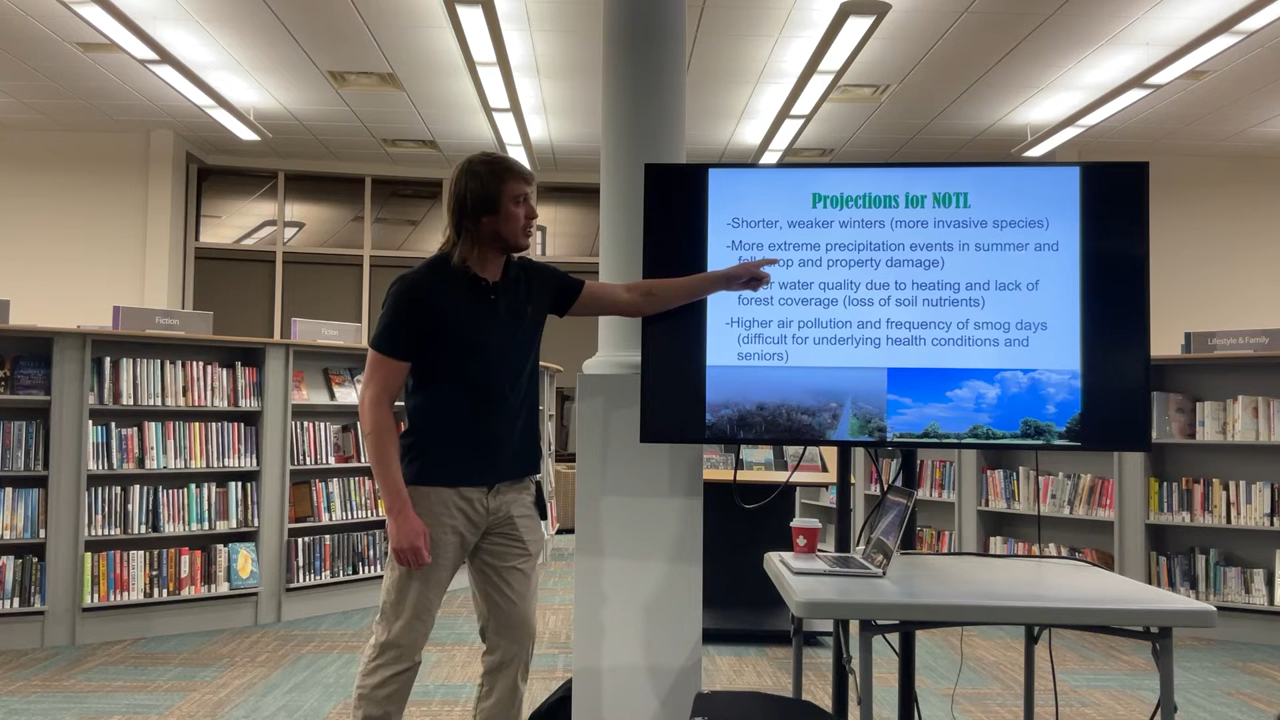 Projections for NOTL
-Shorter, weaker winters (more invasive species)
-More extreme precipitation events in summer and
and property damage)
water quality due to heating and lack of
forest coverage (loss of soil nutrients)
-Higher air pollution and frequency of smog days
(difficult for underlying health conditions and
seniors)
Fiction
Fiction
Lifestyle & Family